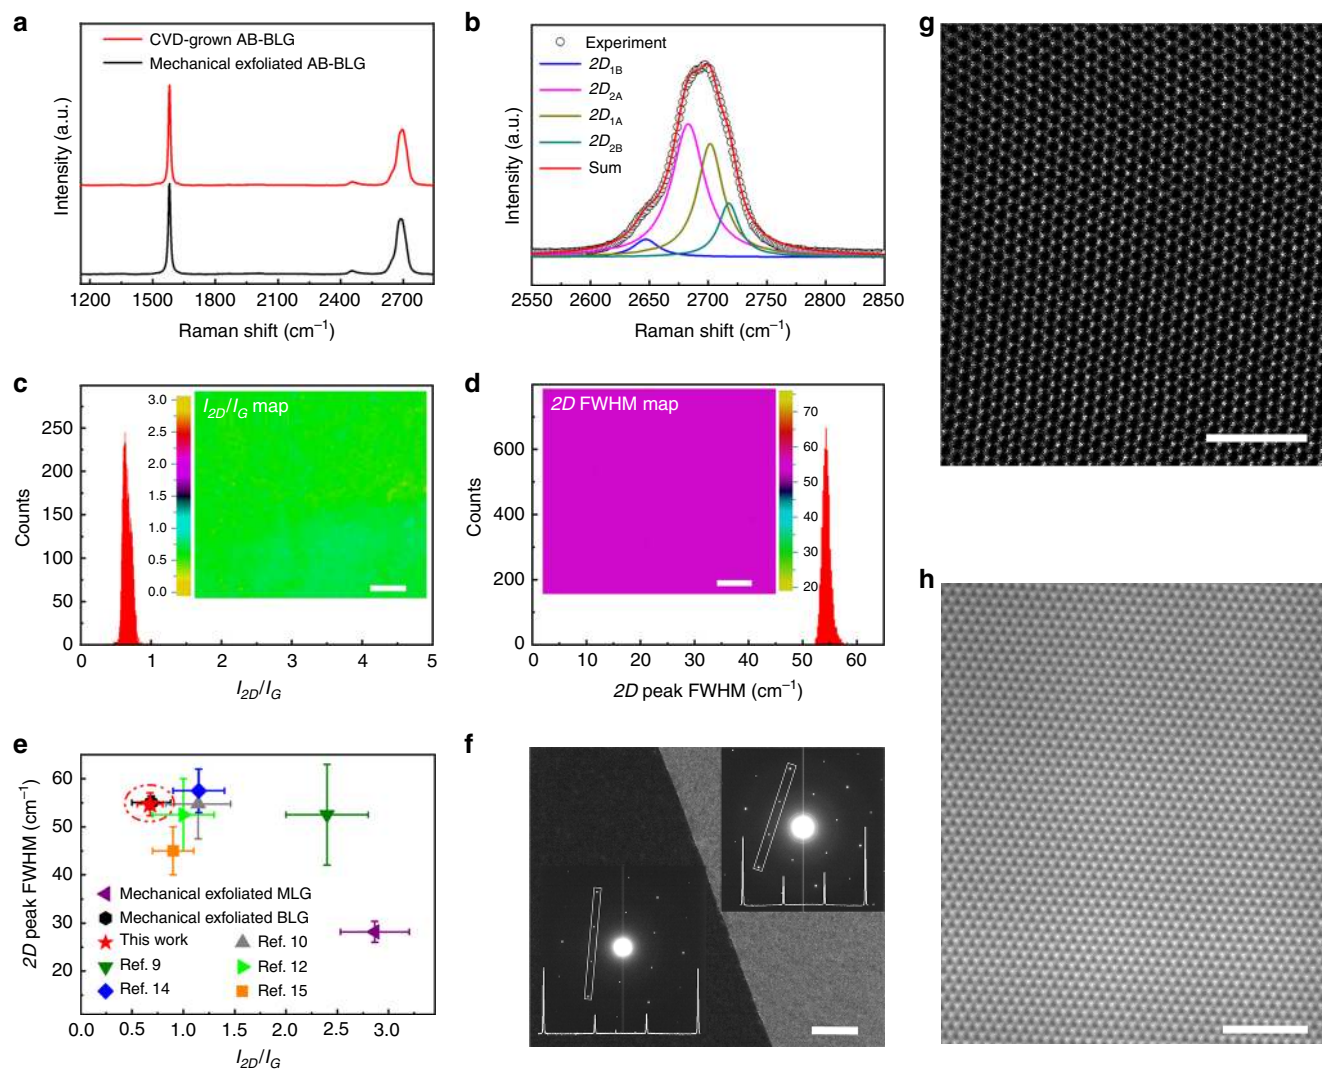 a
CVD-grown AB-BLG
Mechanical exfoliated AB-BLG
Intensity (a.u.)
1200 1500 1800 2100 2400 2700
Raman shift (cm⁻¹)
b
Experiment
2D₁B
2D₂A
2D₁A
2D₂B
Sum
Intensity (a.u.)
2550 2600 2650 2700 2750 2800 2850
Raman shift (cm⁻¹)
c
I2D/IG map
3.0
2.5
2.0
1.5
1.0
0.5
0.0
250
200
150
100
50
0
Counts
0 1 2 3 4 5
I2D/IG
d
2D FWHM map
70
60
50
40
30
20
600
400
200
0
Counts
0 10 20 30 40 50 60
2D peak FWHM (cm⁻¹)
e
60
50
40
30
20
2D peak FWHM (cm⁻¹)
Mechanical exfoliated MLG
Mechanical exfoliated BLG
This work
Ref. 10
Ref. 9
Ref. 12
Ref. 14
Ref. 15
0.0 0.5 1.0 1.5 2.0 2.5 3.0
I2D/IG
f
g
h